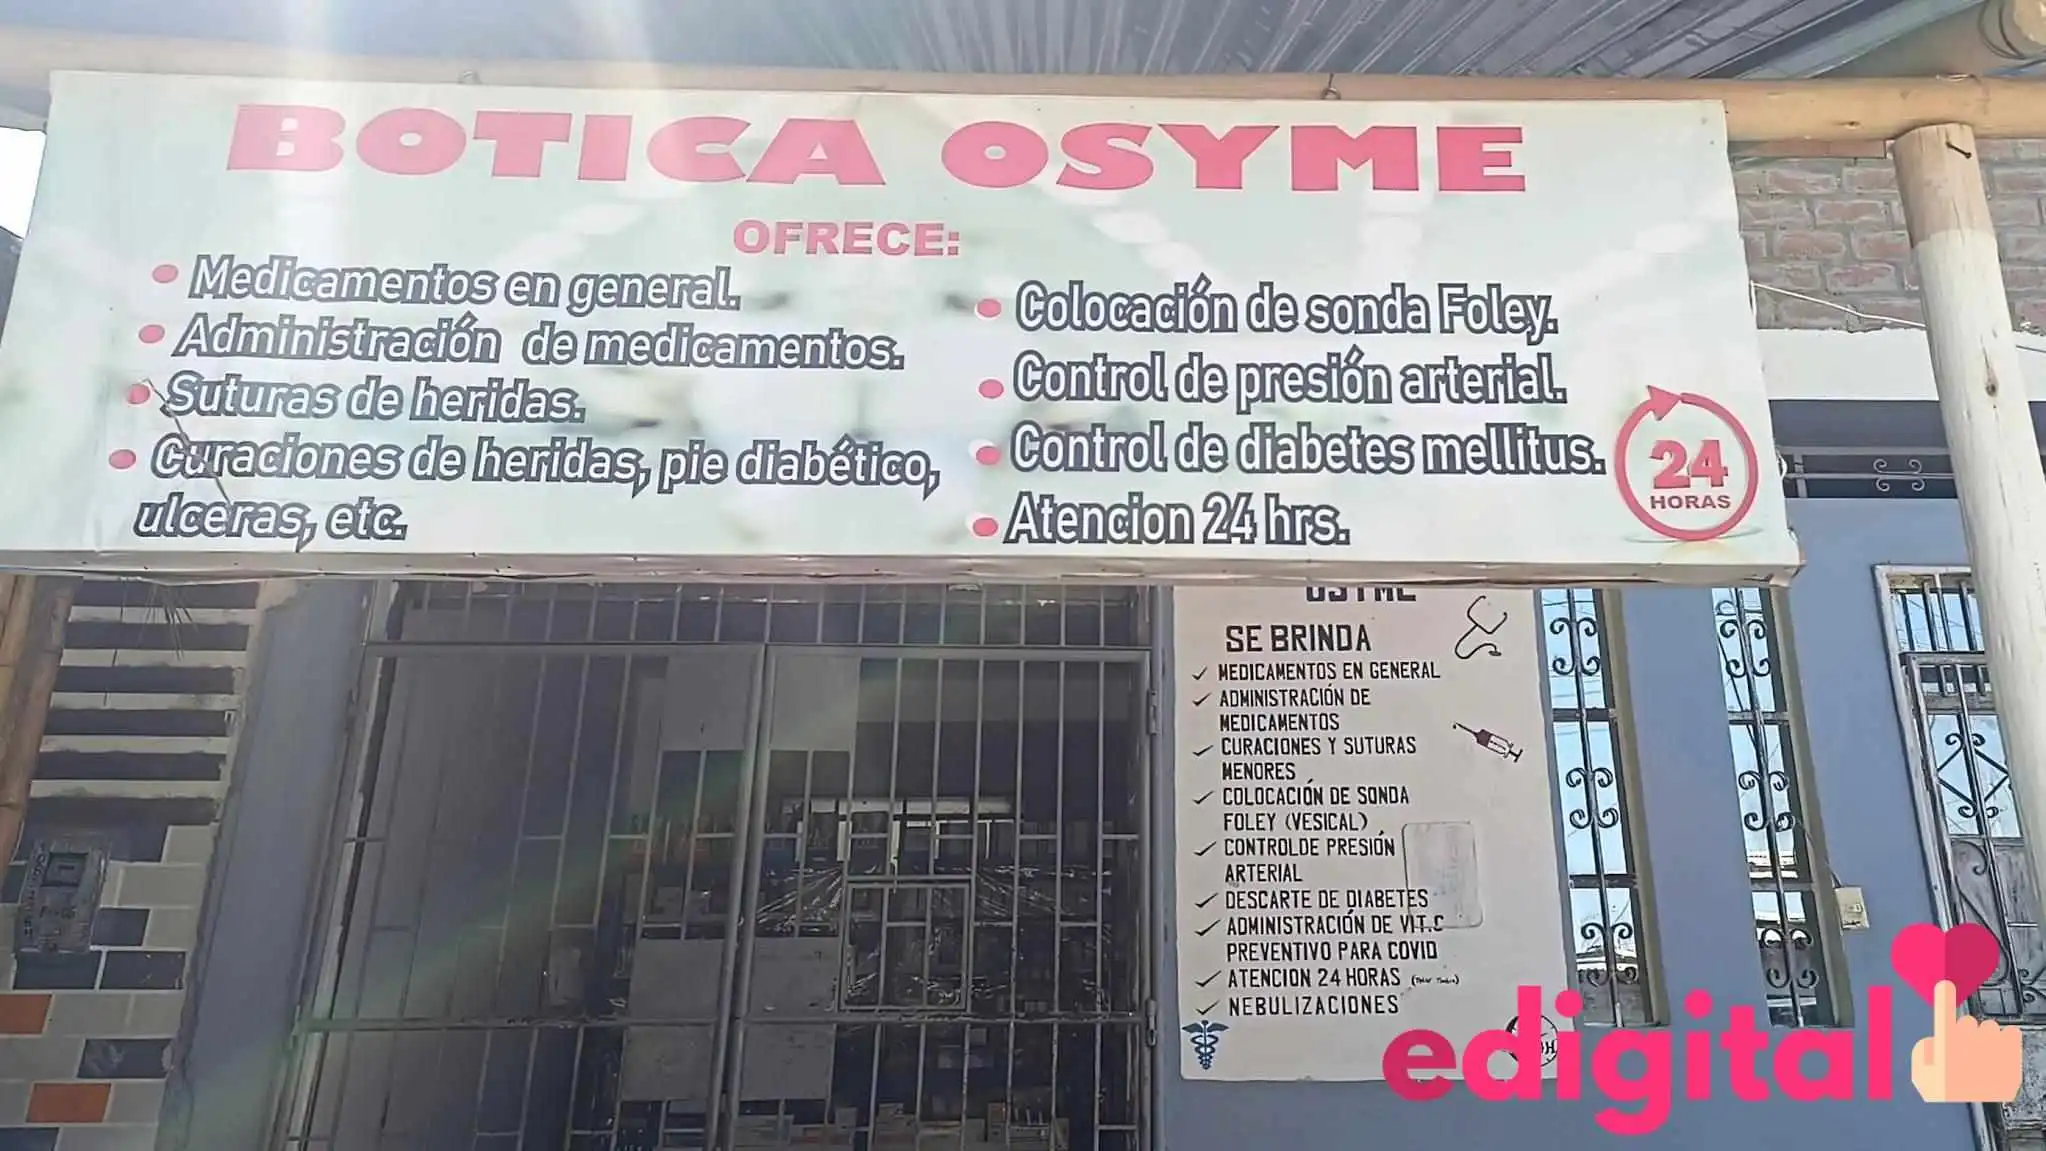 BOTICA OSYME
OFRECE:
• Medicamentos en general.
• Administración de medicamentos.
• Suturas de heridas.
• Curaciones de heridas, pie diabético,
ulceras, etc.
• Colocación de sonda Foley.
• Control de presión arterial.
• Control de diabetes mellitus.
• Atencion 24 hrs.
24
HORAS
OSYME
SE BRINDA
✓ MEDICAMENTOS EN GENERAL
✓ ADMINISTRACIÓN DE
MEDICAMENTOS
✓ CURACIONES Y SUTURAS
MENORES
✓ COLOCACIÓN DE SONDA
FOLEY (VESICAL)
✓ CONTROLDE PRESIÓN
ARTERIAL
✓ DESCARTE DE DIABETES
✓ ADMINISTRACIÓN DE VIT.C
PREVENTIVO PARA COVID
✓ ATENCION 24 HORAS
✓ NEBULIZACIONES
edigital